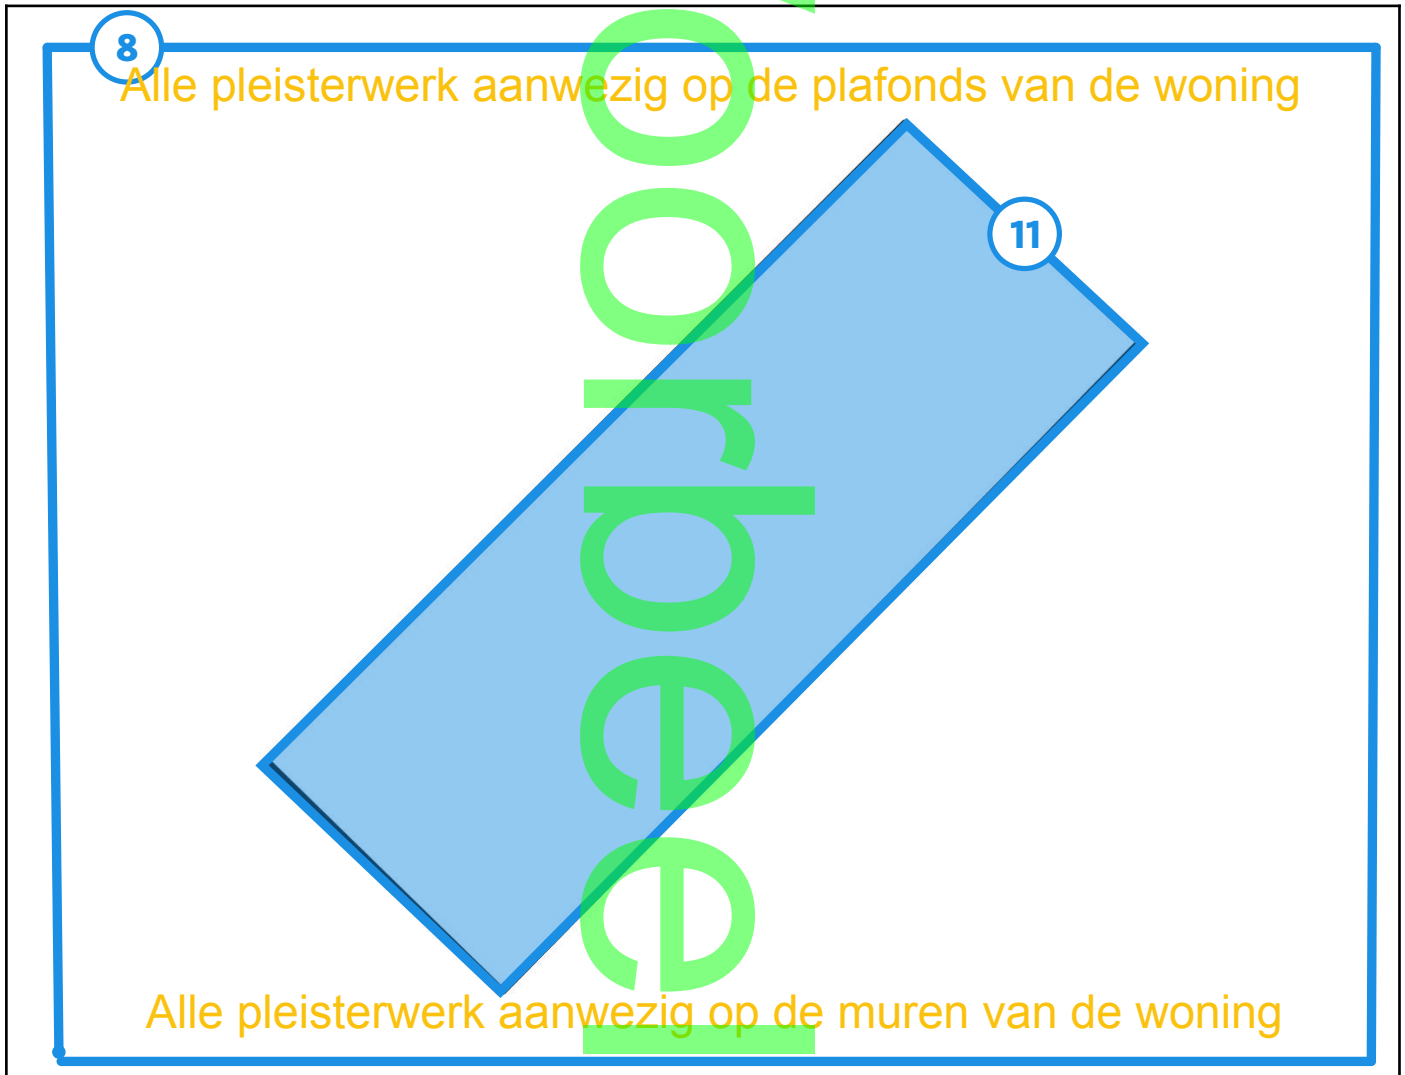 8
Alle pleisterwerk aanwezig op de plafonds van de woning
11
oorbeel
Alle pleisterwerk aanwezig op de muren van de woning